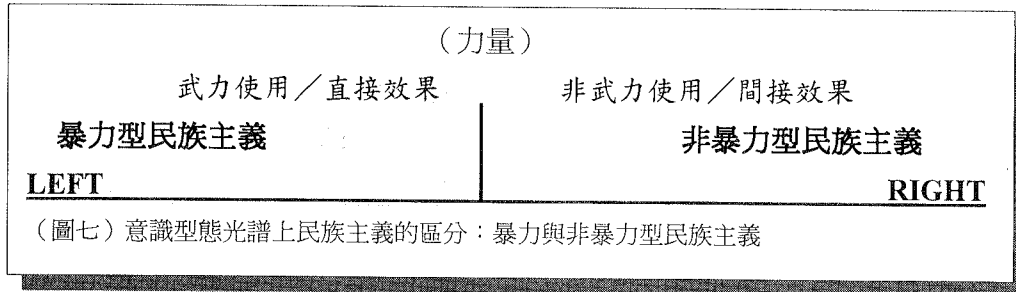 （力量）
武力使用／直接效果 非武力使用／間接效果
暴力型民族主義 非暴力型民族主義
LEFT RIGHT
（圖七）意識型態光譜上民族主義的區分：暴力與非暴力型民族主義